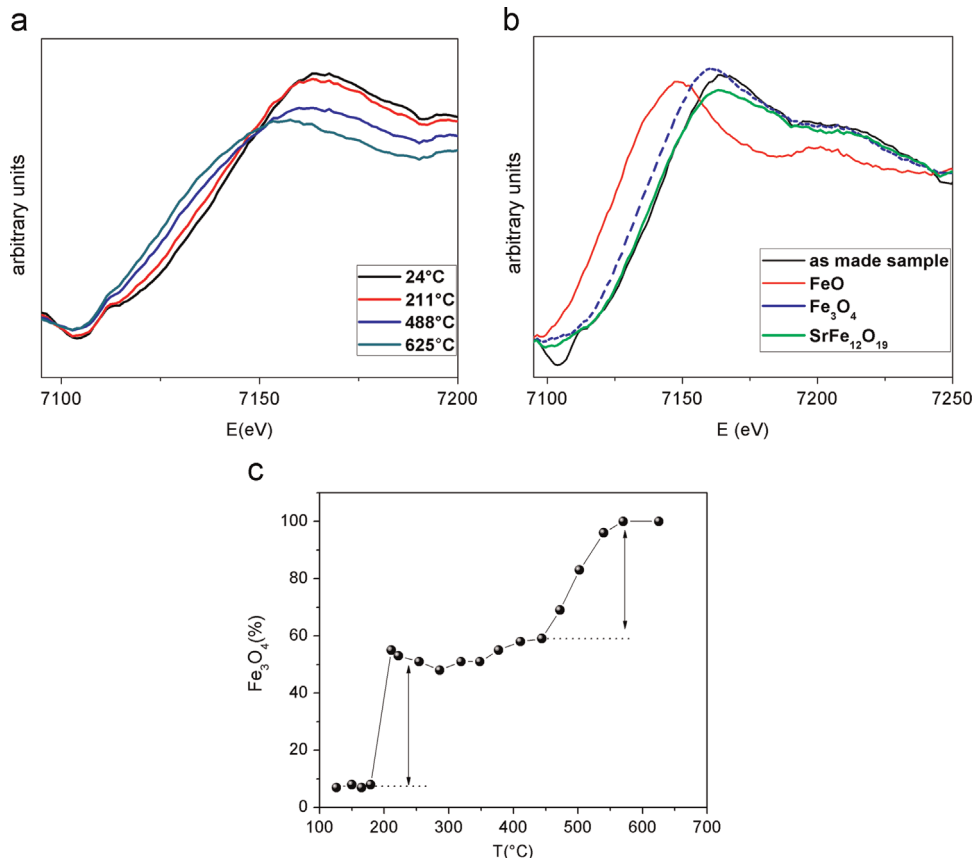 a
arbitrary units
24°C
211°C
488°C
625°C
7100 7150 7200
E(eV)
b
arbitrary units
as made sample
FeO
Fe₃O₄
SrFe₁₂O₁₉
7100 7150 7200 7250
E (eV)
c
Fe₃O₄(%)
100
80
60
40
20
0
100 200 300 400 500 600 700
T(°C)